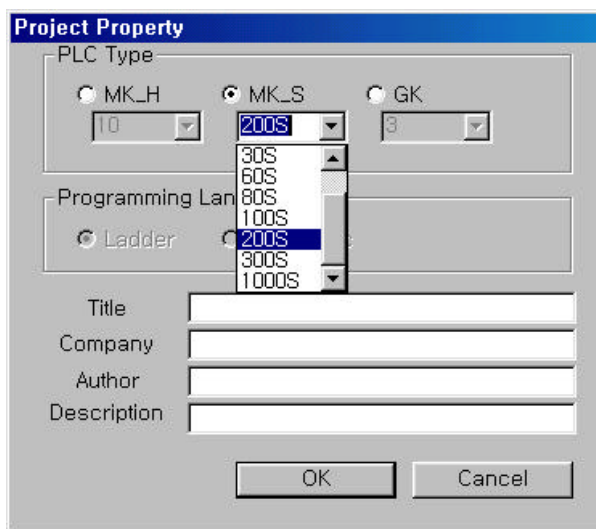 Project Property
PLC Type
MK_H MK_S GK
10 200S 3
30S
60S
80S
Programming Lan
100S
Ladder 200S c
300S
1000S
Title
Company
Author
Description
OK Cancel